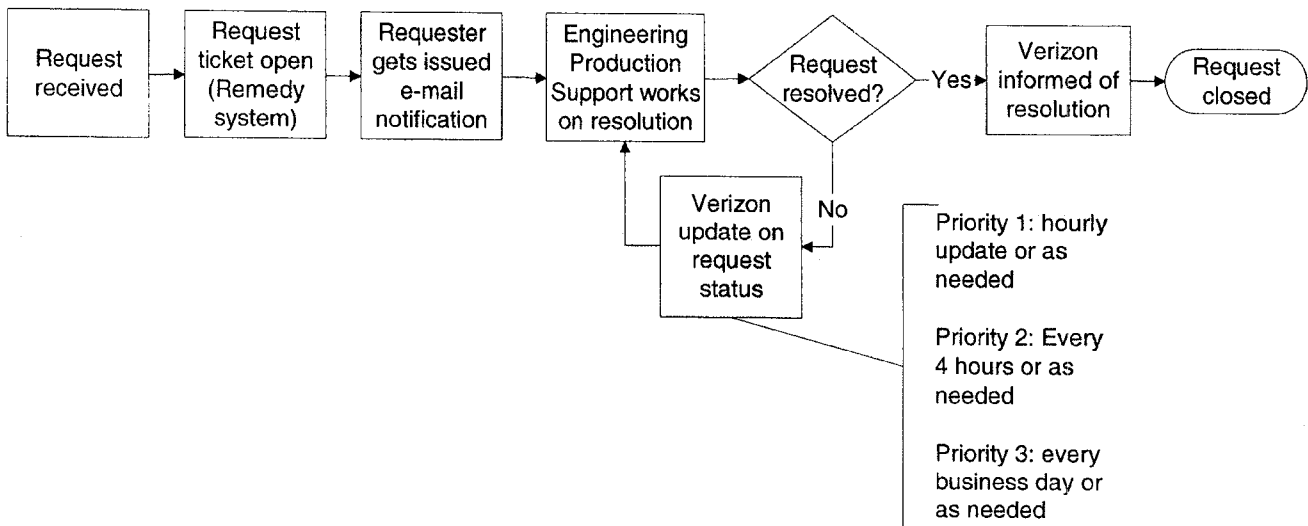 Request
received
Request
ticket open
(Remedy
system)
Requester
gets issued
e-mail
notification
Engineering
Production
Support works
on resolution
Request
resolved?
Yes
Verizon
informed of
resolution
Request
closed
No
Verizon
update on
request
status
Priority 1: hourly
update or as
needed
Priority 2: Every
4 hours or as
needed
Priority 3: every
business day or
as needed